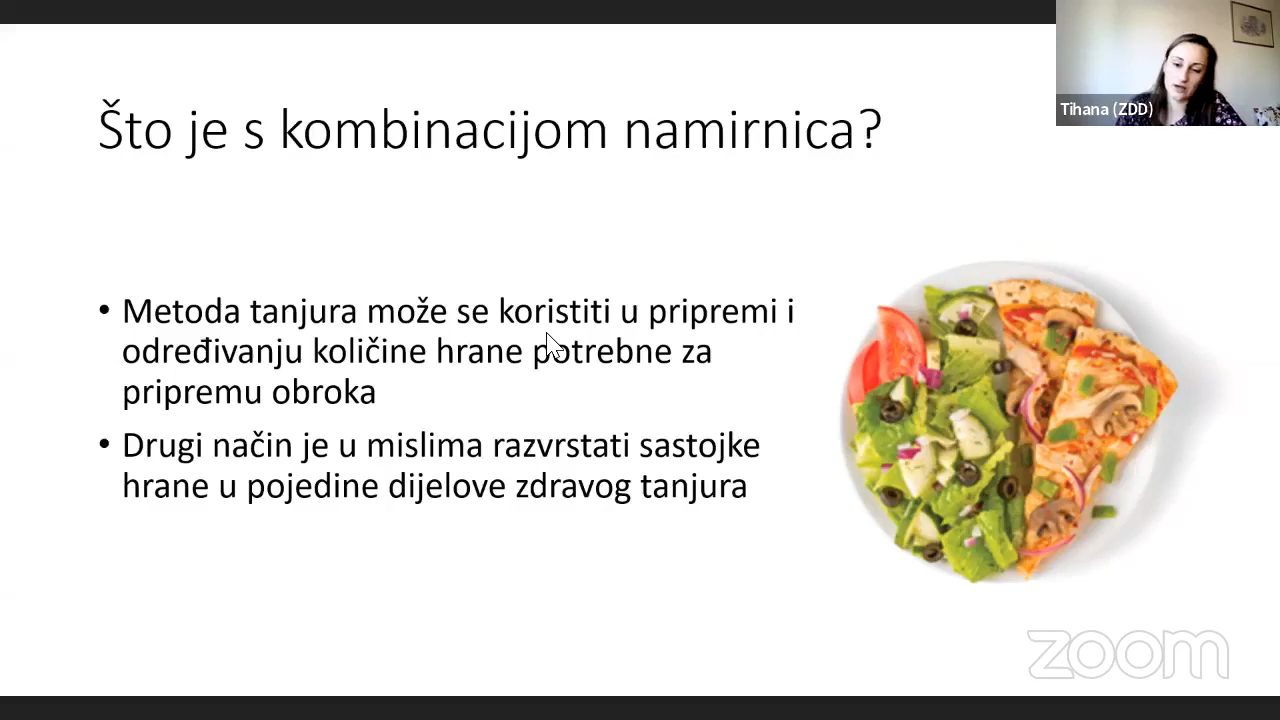 Tihana (ZDD)
Što je s kombinacijom namirnica?
• Metoda tanjura može se koristiti u pripremi i
određivanju količine hrane potrebne za
pripremu obroka
• Drugi način je u mislima razvrstati sastojke
hrane u pojedine dijelove zdravog tanjura
zoom